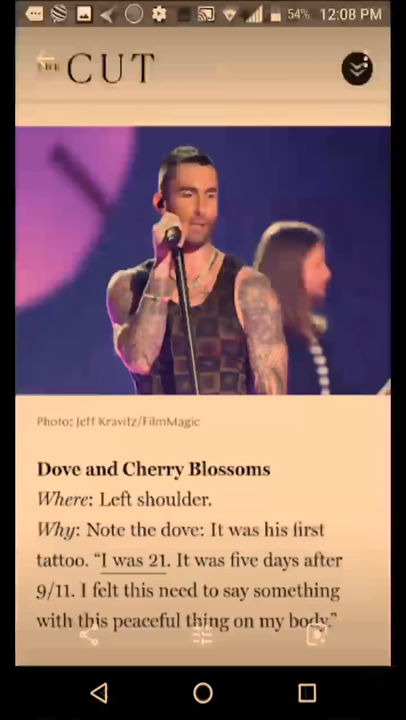 54% 12:08 PM
THE CUT
Photo: Jeff Kravitz/FilmMagic
Dove and Cherry Blossoms
Where: Left shoulder.
Why: Note the dove: It was his first
tattoo. “I was 21. It was five days after
9/11. I felt this need to say something
with this peaceful thing on my body.”